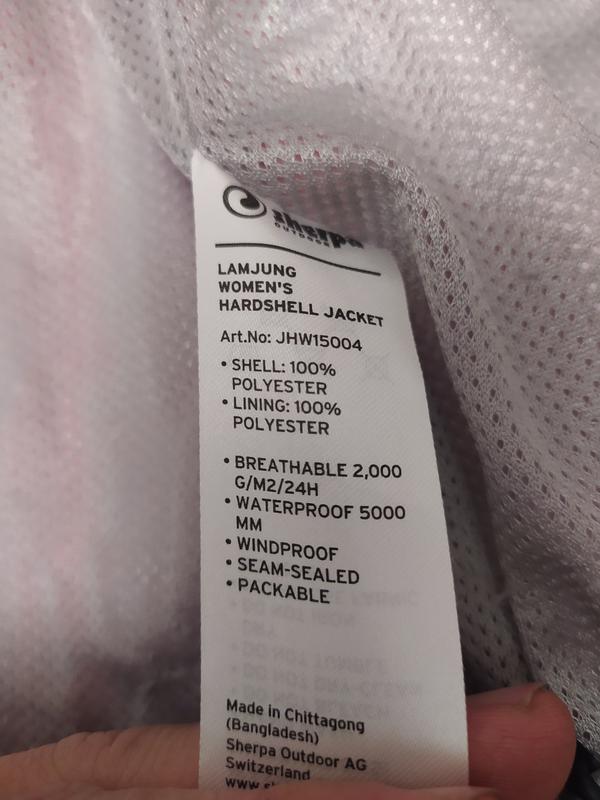 sherpa
OUTDOOR
LAMJUNG
WOMEN'S
HARDSHELL JACKET
Art.No: JHW15004
• SHELL: 100%
POLYESTER
• LINING: 100%
POLYESTER
• BREATHABLE 2,000
G/M2/24H
• WATERPROOF 5000
MM
• WINDPROOF
• SEAM-SEALED
• PACKABLE
Made in Chittagong
(Bangladesh)
Sherpa Outdoor AG
Switzerland